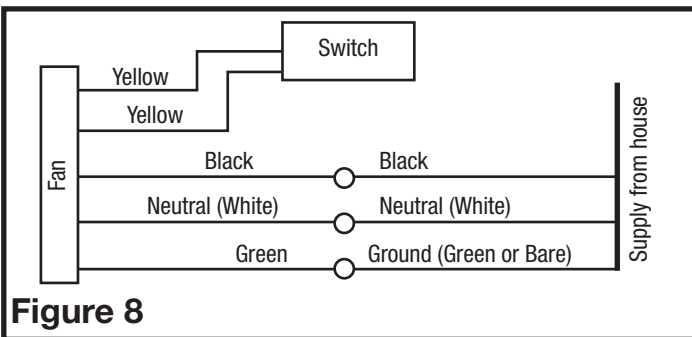 Switch
Yellow
Yellow
Fan
Black Black
Neutral (White) Neutral (White)
Green Ground (Green or Bare)
Supply from house
Figure 8